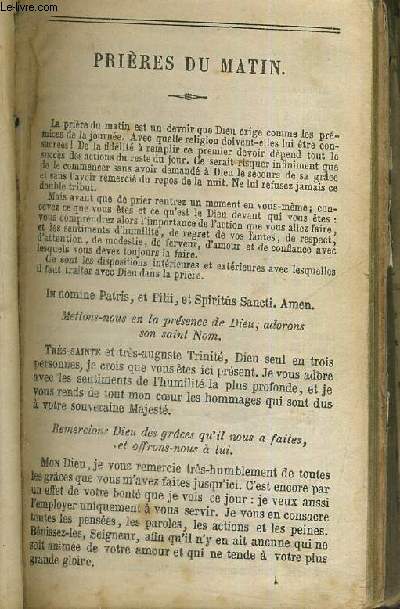 Le-livre.com
PRIÈRES DU MATIN.
La prière du matin est un devoir que Dieu exige comme les pré-
mices de la journée. Avec quelle religion doivent-elles lui être con-
sacrées! De la fidélité à remplir ce premier devoir dépend tout le
succès des actions du reste du jour. Ce serait risquer infiniment que
de le commencer sans avoir demandé à Dieu le secours de sa grâce
et sans l'avoir remercié du repos de la nuit. Ne lui refusez jamais ce
double tribut.
Mais avant que de prier rentrez un moment en vous-même; con-
cevez ce que vous êtes et ce qu'est le Dieu devant qui vous êtes:
vous comprendrez alors l'importance de l'action que vous allez faire,
et les sentiments d'humilité, de regret de vos fautes, de respect,
d'attention, de modestie, de ferveur, d'amour et de confiance avec
lesquels vous devez toujours la faire.
Ce sont les dispositions intérieures et extérieures avec lesquelles
il faut traiter avec Dieu dans la prière.
In nomine Patris, et Filii, et Spiritûs Sancti. Amen.
Mettons-nous en la présence de Dieu, adorons
son saint Nom.
TRÈS-SAINTE et très-auguste Trinité, Dieu seul en trois
personnes, je crois que vous êtes ici présent. Je vous adore
avec les sentiments de l'humilité la plus profonde, et je
vous rends de tout mon cœur les hommages qui sont dus
à votre souveraine Majesté.
Remercions Dieu des grâces qu'il nous a faites,
et offrons-nous à lui.
MON DIEU, je vous remercie très-humblement de toutes
les grâces que vous m'avez faites jusqu'ici. C'est encore par
un effet de votre bonté que je vois ce jour: je veux aussi
l'employer uniquement à vous servir. Je vous en consacre
toutes les pensées, les paroles, les actions et les peines.
Bénissez-les, Seigneur, afin qu'il n'y en ait aucune qui ne
soit animée de votre amour et qui ne tende à votre plus
grande gloire.